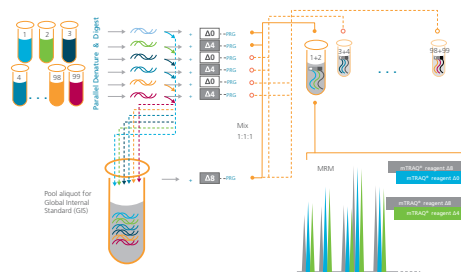 1
2
3
4
98
99
. . .
Parallel Denature & Digest
+ Δ0 -PRG
+ Δ4 -PRG
+ Δ0 -PRG
+ Δ4 -PRG
+ Δ0 -PRG
+ Δ4 -PRG
+ Δ8 -PRG
Mix
1:1:1
1+2
3+4
98+99
. . .
Pool aliquot for
Global Internal
Standard (GIS)
MRM
mTRAQ® reagent Δ8
mTRAQ® reagent Δ0
mTRAQ® reagent Δ8
mTRAQ® reagent Δ4